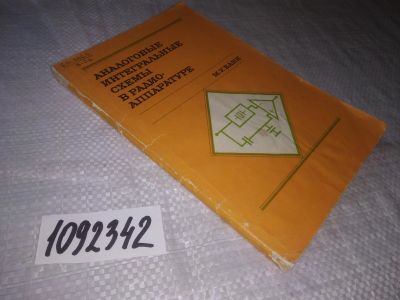 АНАЛОГОВЫЕ
ИНТЕГРАЛЬНЫЕ
СХЕМЫ
В РАДИО-
АППАРАТУРЕ
1092342